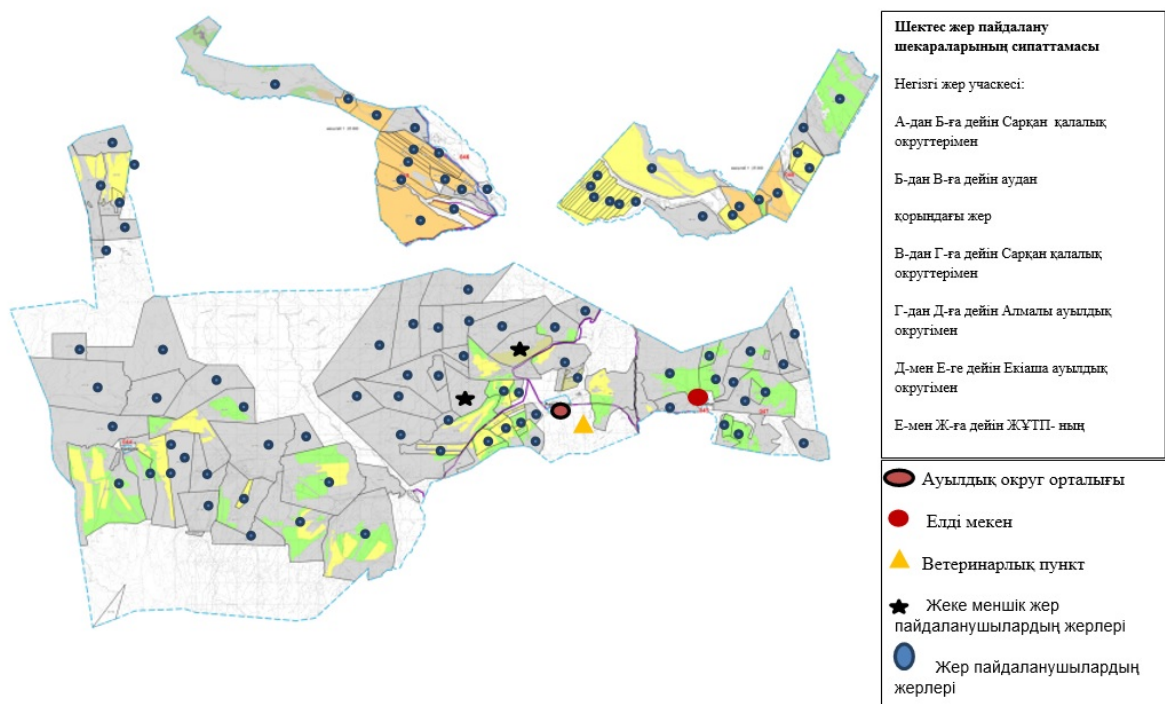 Шектес жер пайдалану
шекараларының сипаттамасы
Негізгі жер учаскесі:
А-дан Б-ға дейін Сарқан қалалық
округтерімен
Б-дан В-ға дейін аудан
қорындағы жер
В-дан Г-ға дейін Сарқан қалалық
округтерімен
Г-дан Д-ға дейін Алмалы ауылдық
округімен
Д-мен Е-ге дейін Екіаша ауылдық
округімен
Е-мен Ж-ға дейін ЖҰТП- ның
Ауылдық округ орталығы
Елді мекен
Ветеринарлық пункт
Жеке меншік жер
пайдаланушылардың жерлері
Жер пайдаланушылардың
жерлері